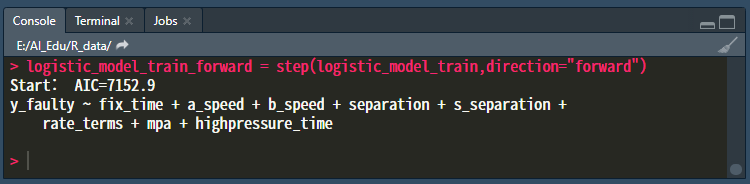 Console Terminal × Jobs ×
E:/AI_Edu/R_data/
> logistic_model_train_forward = step(logistic_model_train,direction="forward")
Start:  AIC=7152.9
y_faulty ~ fix_time + a_speed + b_speed + separation + s_separation +
    rate_terms + mpa + highpressure_time
>